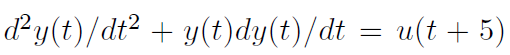 d²y(t)/dt² + y(t)dy(t)/dt = u(t + 5)